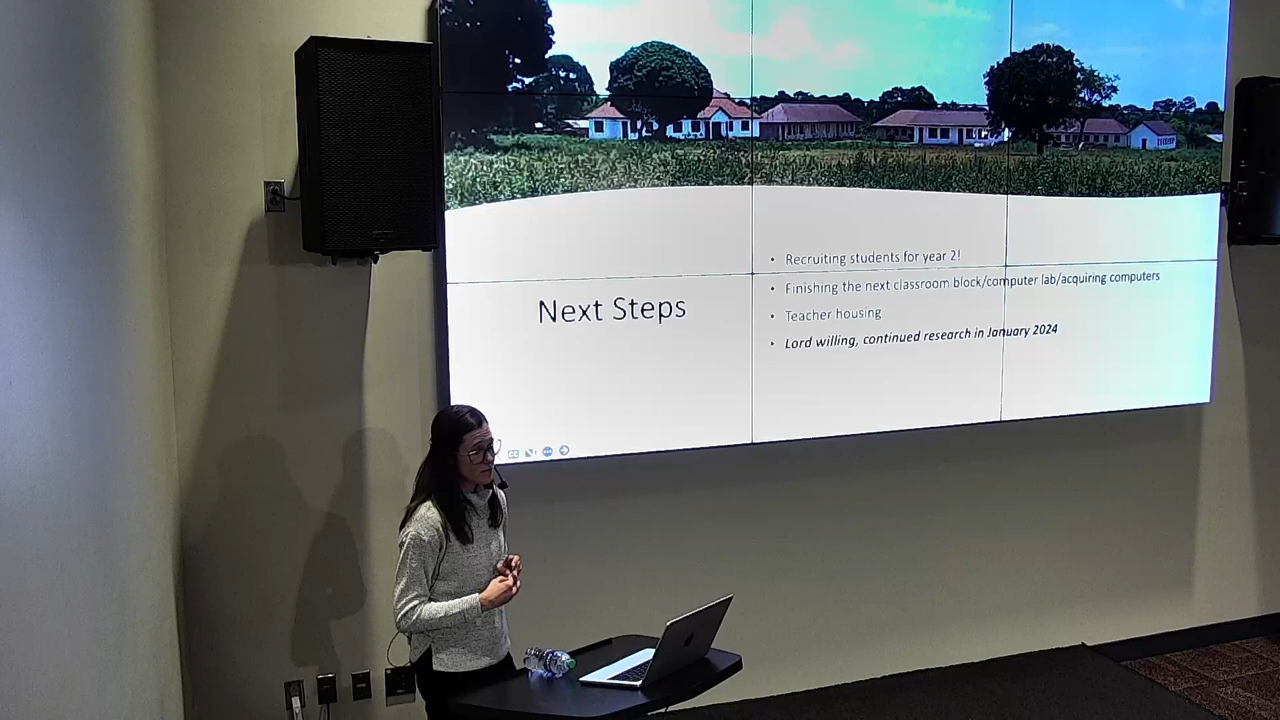 Next Steps
• Recruiting students for year 2!
• Finishing the next classroom block/computer lab/acquiring computers
• Teacher housing
• Lord willing, continued research in January 2024
CC